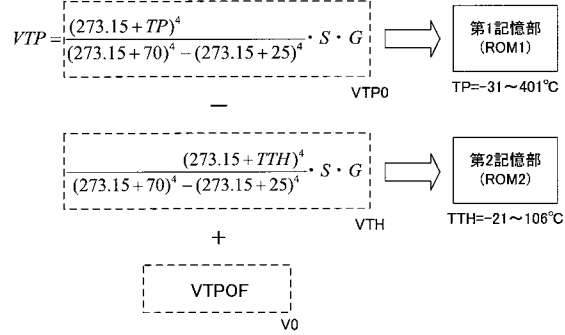 VTP = (273.15 + TP)^4 / ((273.15 + 70)^4 − (273.15 + 25)^4) · S · G
VTP0
第1記憶部
(ROM1)
TP=-31～401℃
−
(273.15 + TTH)^4 / ((273.15 + 70)^4 − (273.15 + 25)^4) · S · G
VTH
第2記憶部
(ROM2)
TTH=-21～106℃
+
VTPOF
V0